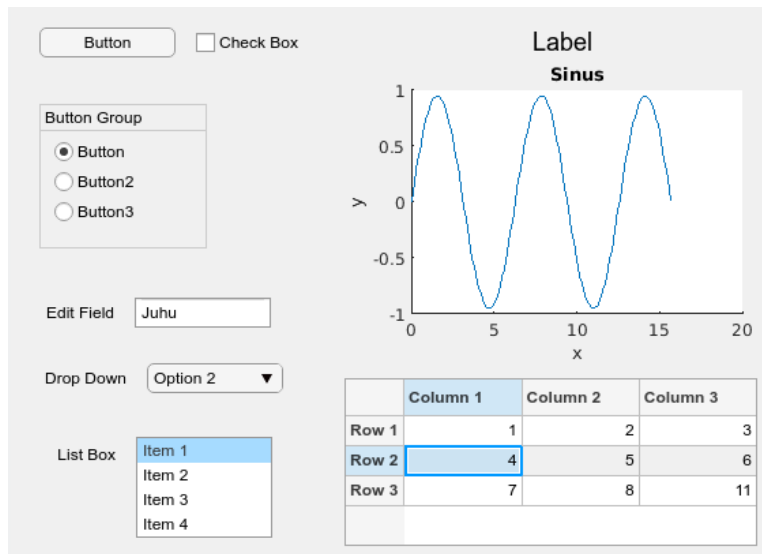 Button
Check Box
Button Group
Button
Button2
Button3
Edit Field Juhu
Drop Down Option 2
List Box
Item 1
Item 2
Item 3
Item 4
Label
Sinus
1
0.5
0
-0.5
-1
y
0 5 10 15 20
x
Column 1 Column 2 Column 3
Row 1 1 2 3
Row 2 4 5 6
Row 3 7 8 11